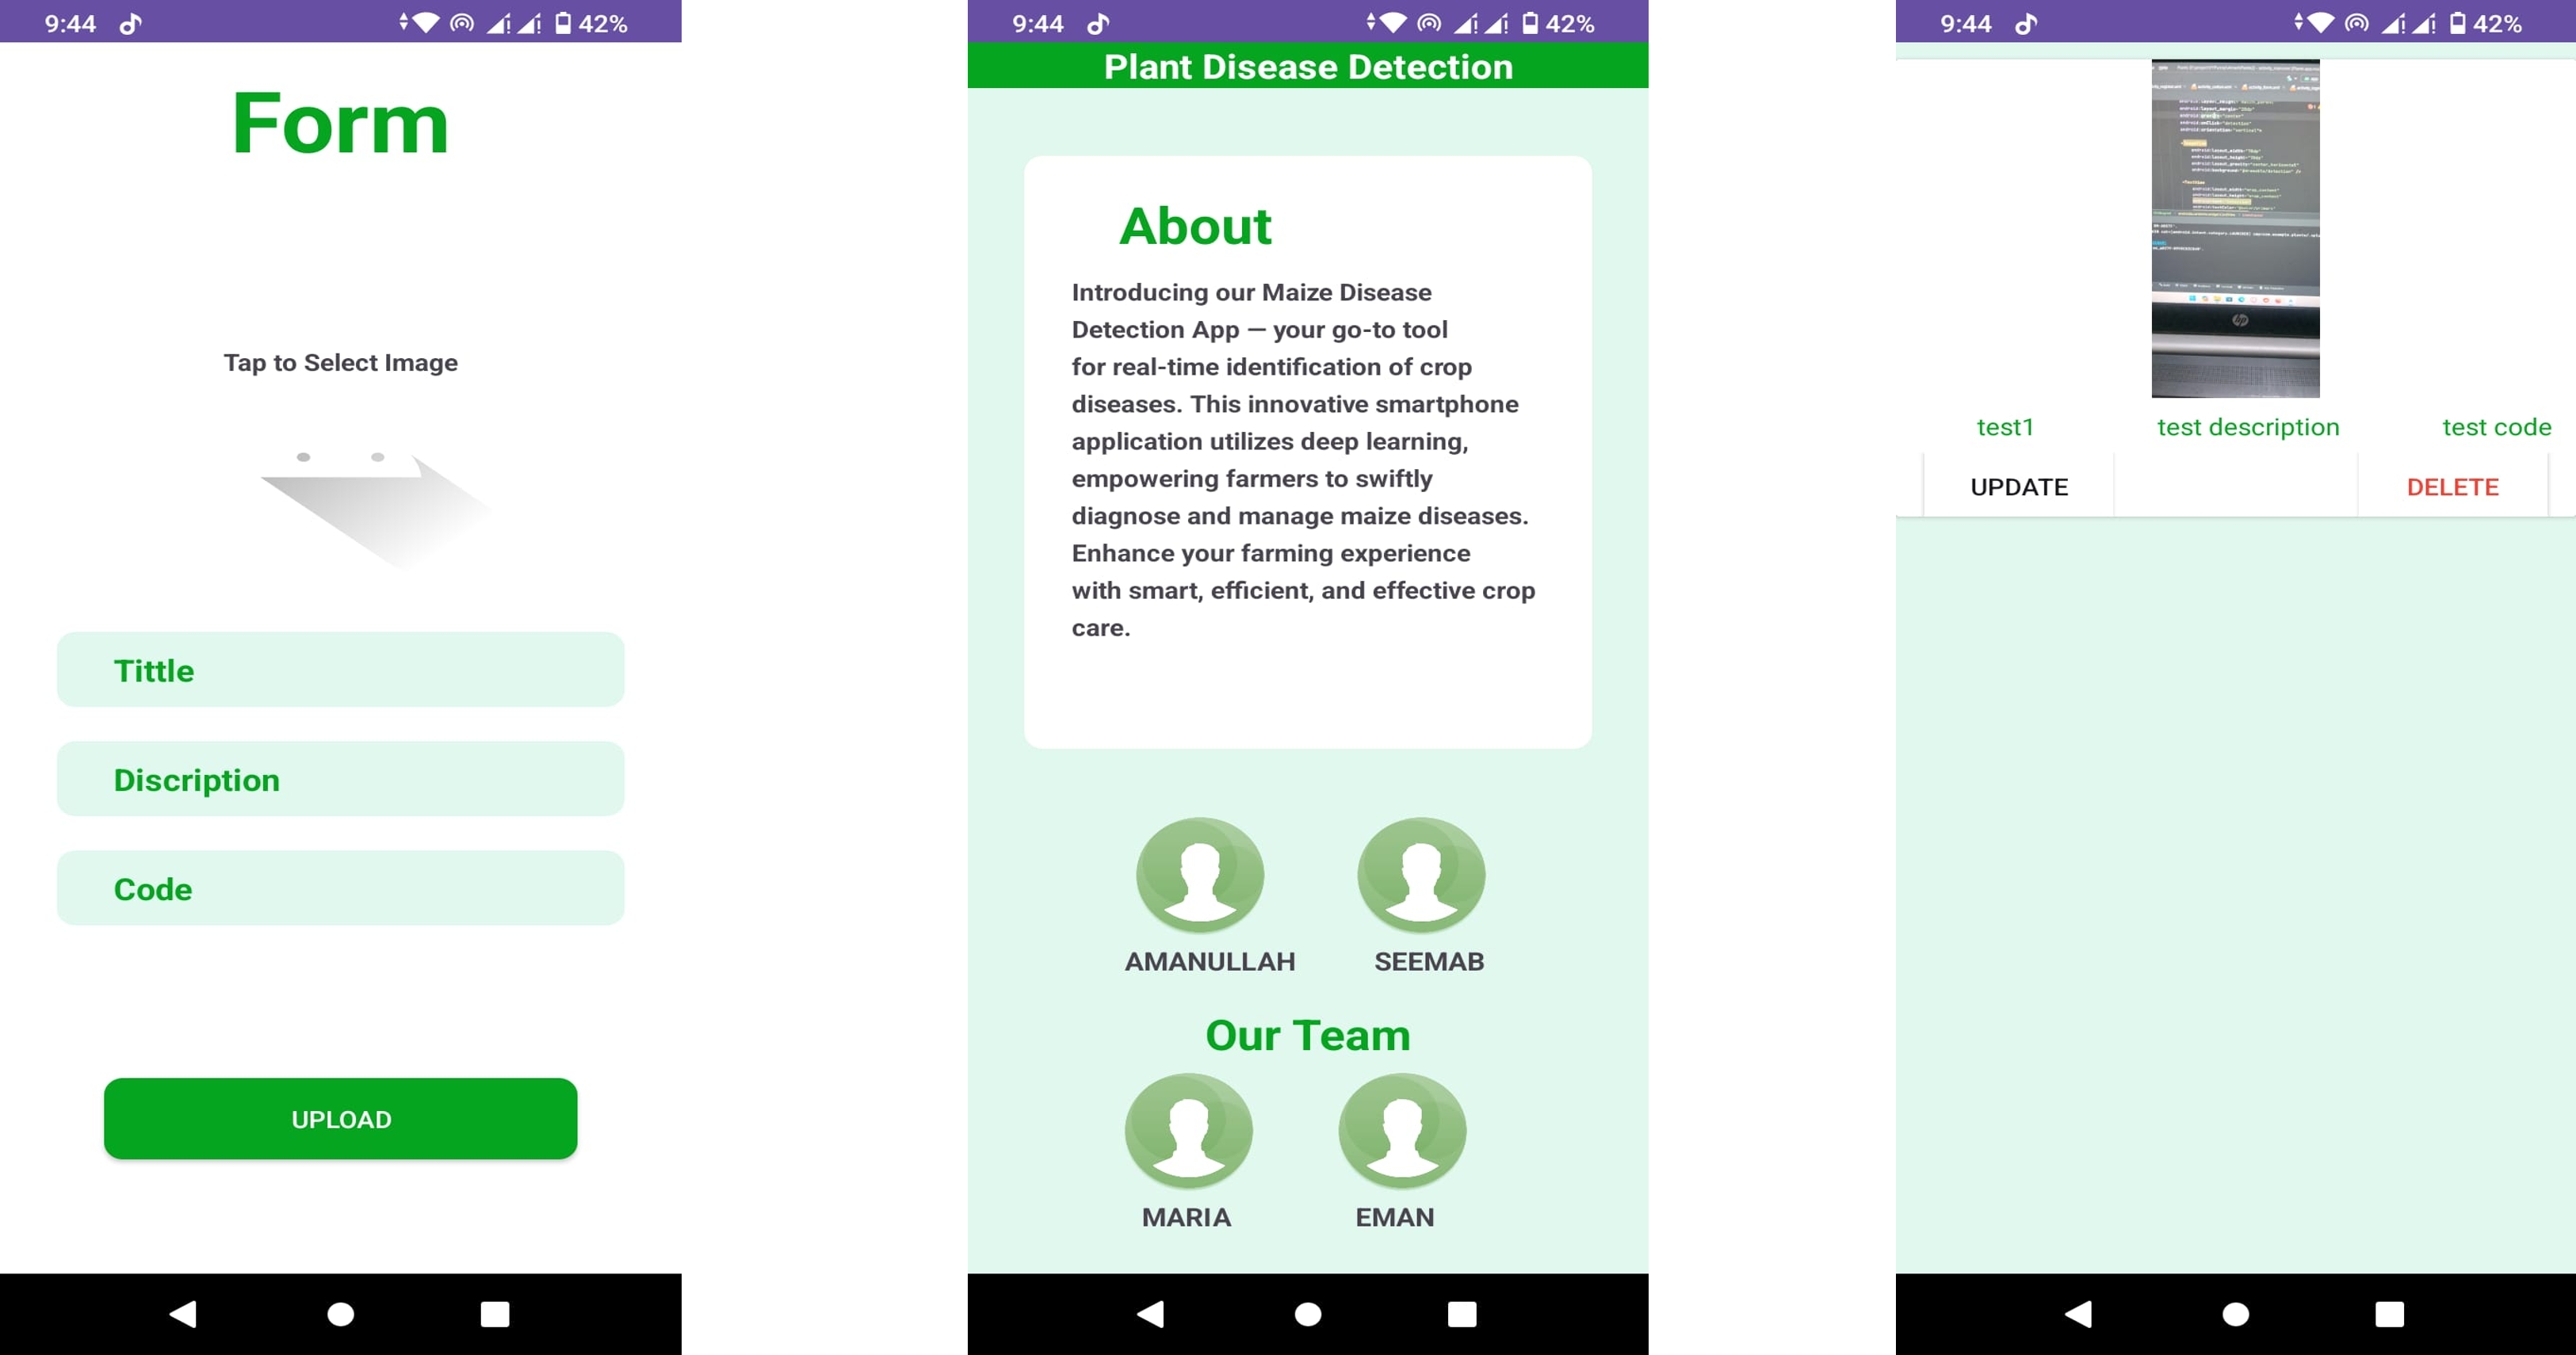 9:44
42%
Form
Tap to Select Image
Tittle
Discription
Code
UPLOAD
9:44
42%
Plant Disease Detection
About
Introducing our Maize Disease
Detection App — your go-to tool
for real-time identification of crop
diseases. This innovative smartphone
application utilizes deep learning,
empowering farmers to swiftly
diagnose and manage maize diseases.
Enhance your farming experience
with smart, efficient, and effective crop
care.
AMANULLAH SEEMAB
Our Team
MARIA EMAN
9:44
42%
hp
test1 test description test code
UPDATE DELETE